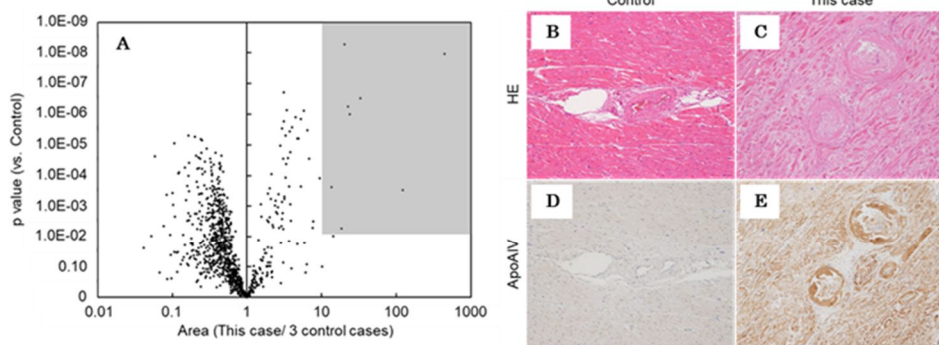 Control This case
1.0E-09
A
B
C
1.0E-08
1.0E-07
1.0E-06
HE
1.0E-05
1.0E-04
p value (vs. Control)
1.0E-03
D
E
1.0E-02
ApoAIV
0.10
0
0.01 0.1 1 10 100 1000
Area (This case/ 3 control cases)